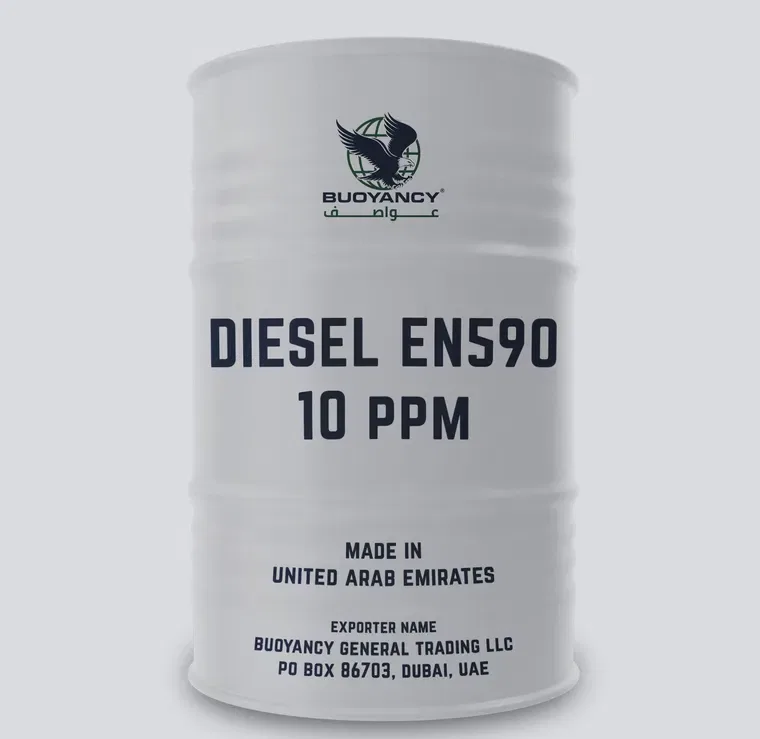 BUOYANCY®
عواصف
DIESEL EN590
10 PPM
MADE IN
UNITED ARAB EMIRATES
EXPORTER NAME
BUOYANCY GENERAL TRADING LLC
PO BOX 86703, DUBAI, UAE